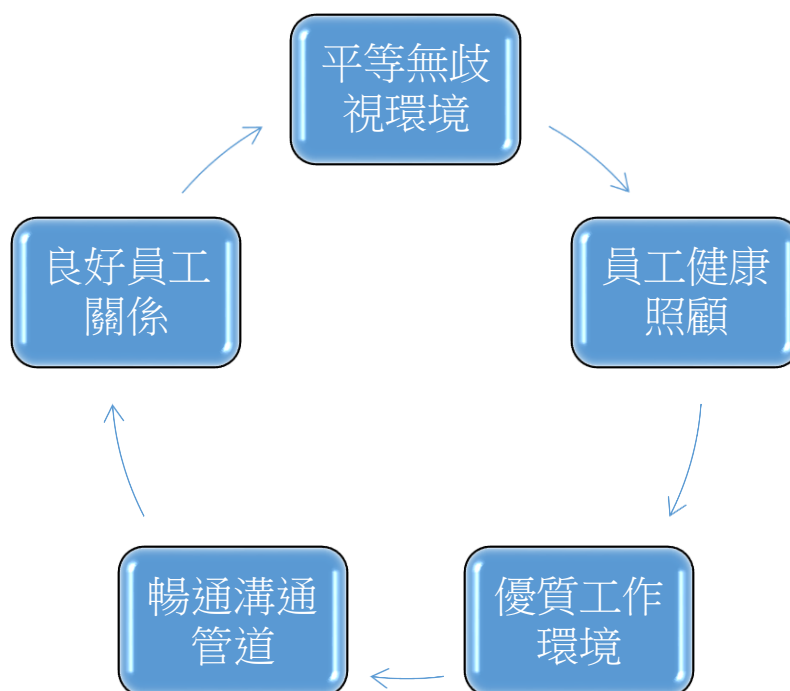 平等無歧
視環境
員工健康
照顧
優質工作
環境
暢通溝通
管道
良好員工
關係